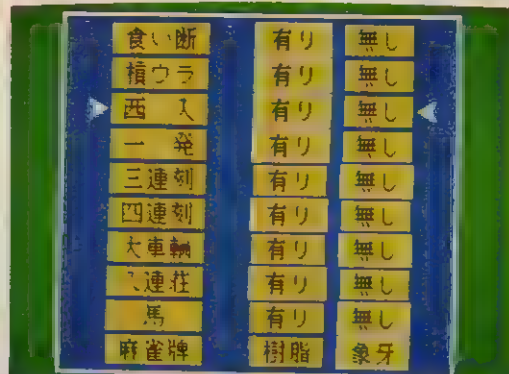 食い断 有り 無し
槓ウラ 有り 無し
西入 有り 無し
一発 有り 無し
三連刻 有り 無し
四連刻 有り 無し
大車輪 有り 無し
八連荘 有り 無し
馬 有り 無し
麻雀牌 樹脂 象牙